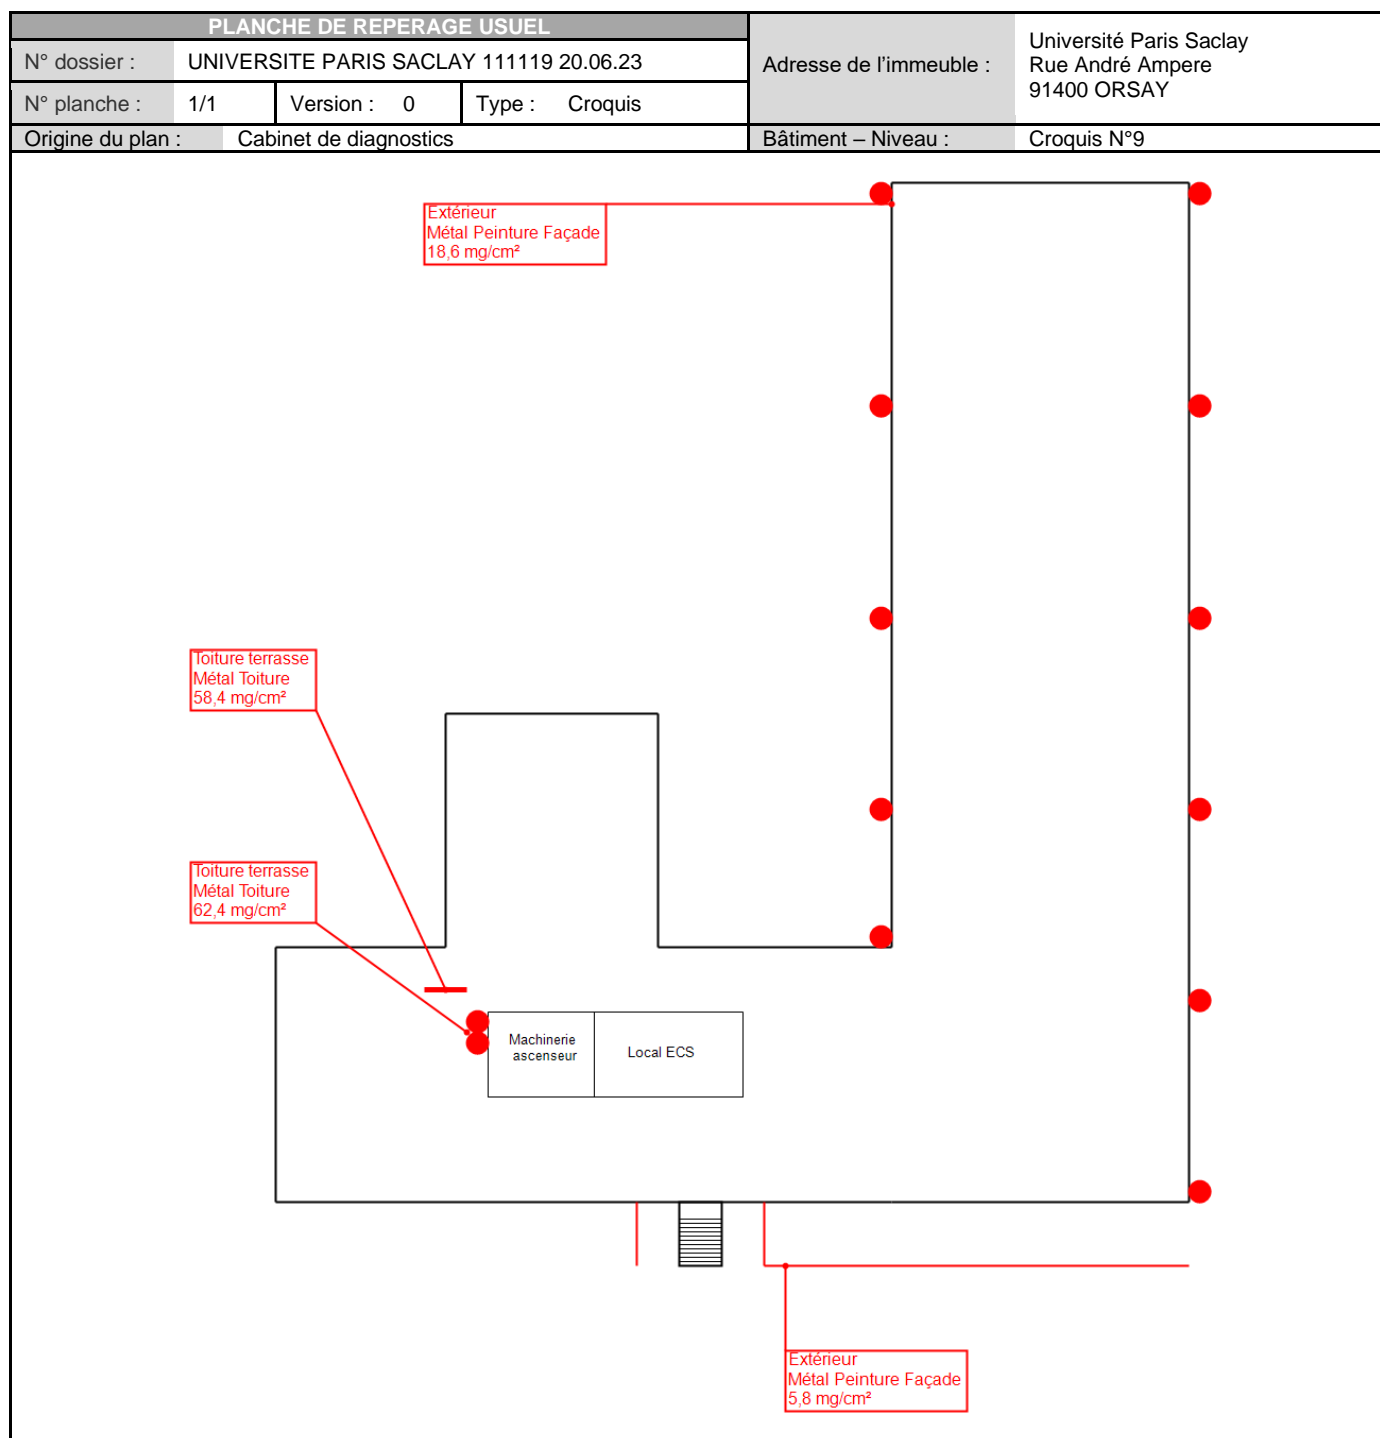 PLANCHE DE REPERAGE USUEL
N° dossier : UNIVERSITE PARIS SACLAY 111119 20.06.23
N° planche : 1/1 Version : 0 Type : Croquis
Origine du plan : Cabinet de diagnostics
Adresse de l'immeuble :
Université Paris Saclay
Rue André Ampere
91400 ORSAY
Bâtiment – Niveau : Croquis N°9
Extérieur
Métal Peinture Façade
18,6 mg/cm²
Toiture terrasse
Métal Toiture
58,4 mg/cm²
Toiture terrasse
Métal Toiture
62,4 mg/cm²
Machinerie
ascenseur
Local ECS
Extérieur
Métal Peinture Façade
5,8 mg/cm²